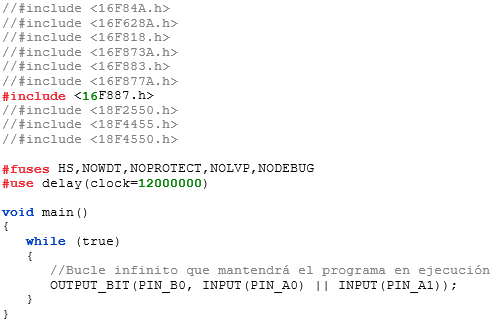 //#include <16F84A.h>
//#include <16F628A.h>
//#include <16F818.h>
//#include <16F873A.h>
//#include <16F883.h>
//#include <16F877A.h>
#include <16F887.h>
//#include <18F2550.h>
//#include <18F4455.h>
//#include <18F4550.h>

#fuses HS,NOWDT,NOPROTECT,NOLVP,NODEBUG
#use delay(clock=12000000)

void main()
{
   while (true)
   {
      //Bucle infinito que mantendrá el programa en ejecución
      OUTPUT_BIT(PIN_B0, INPUT(PIN_A0) || INPUT(PIN_A1));
   }
}